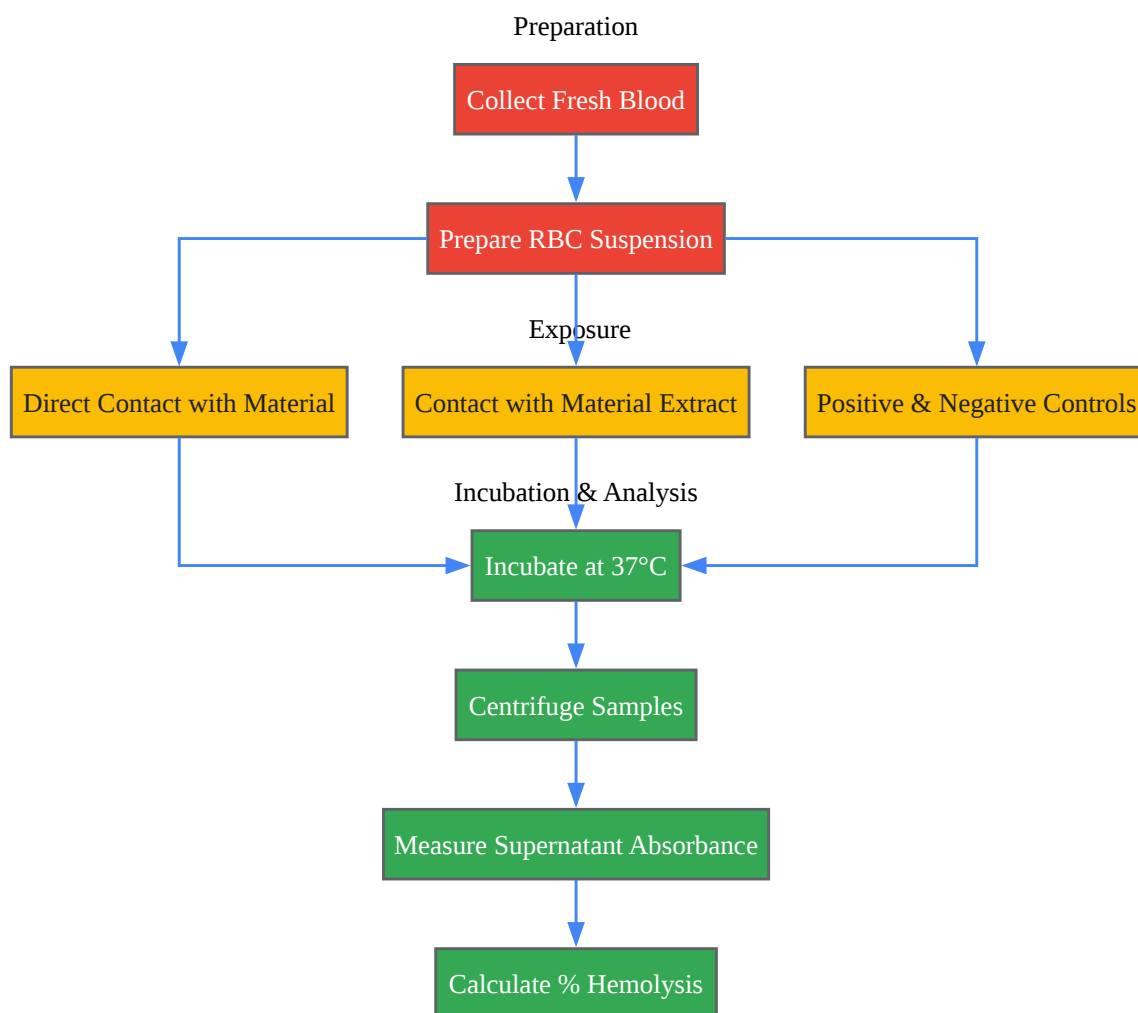 Preparation
Collect Fresh Blood
Prepare RBC Suspension
Exposure
Direct Contact with Material
Contact with Material Extract
Positive & Negative Controls
Incubation & Analysis
Incubate at 37°C
Centrifuge Samples
Measure Supernatant Absorbance
Calculate % Hemolysis